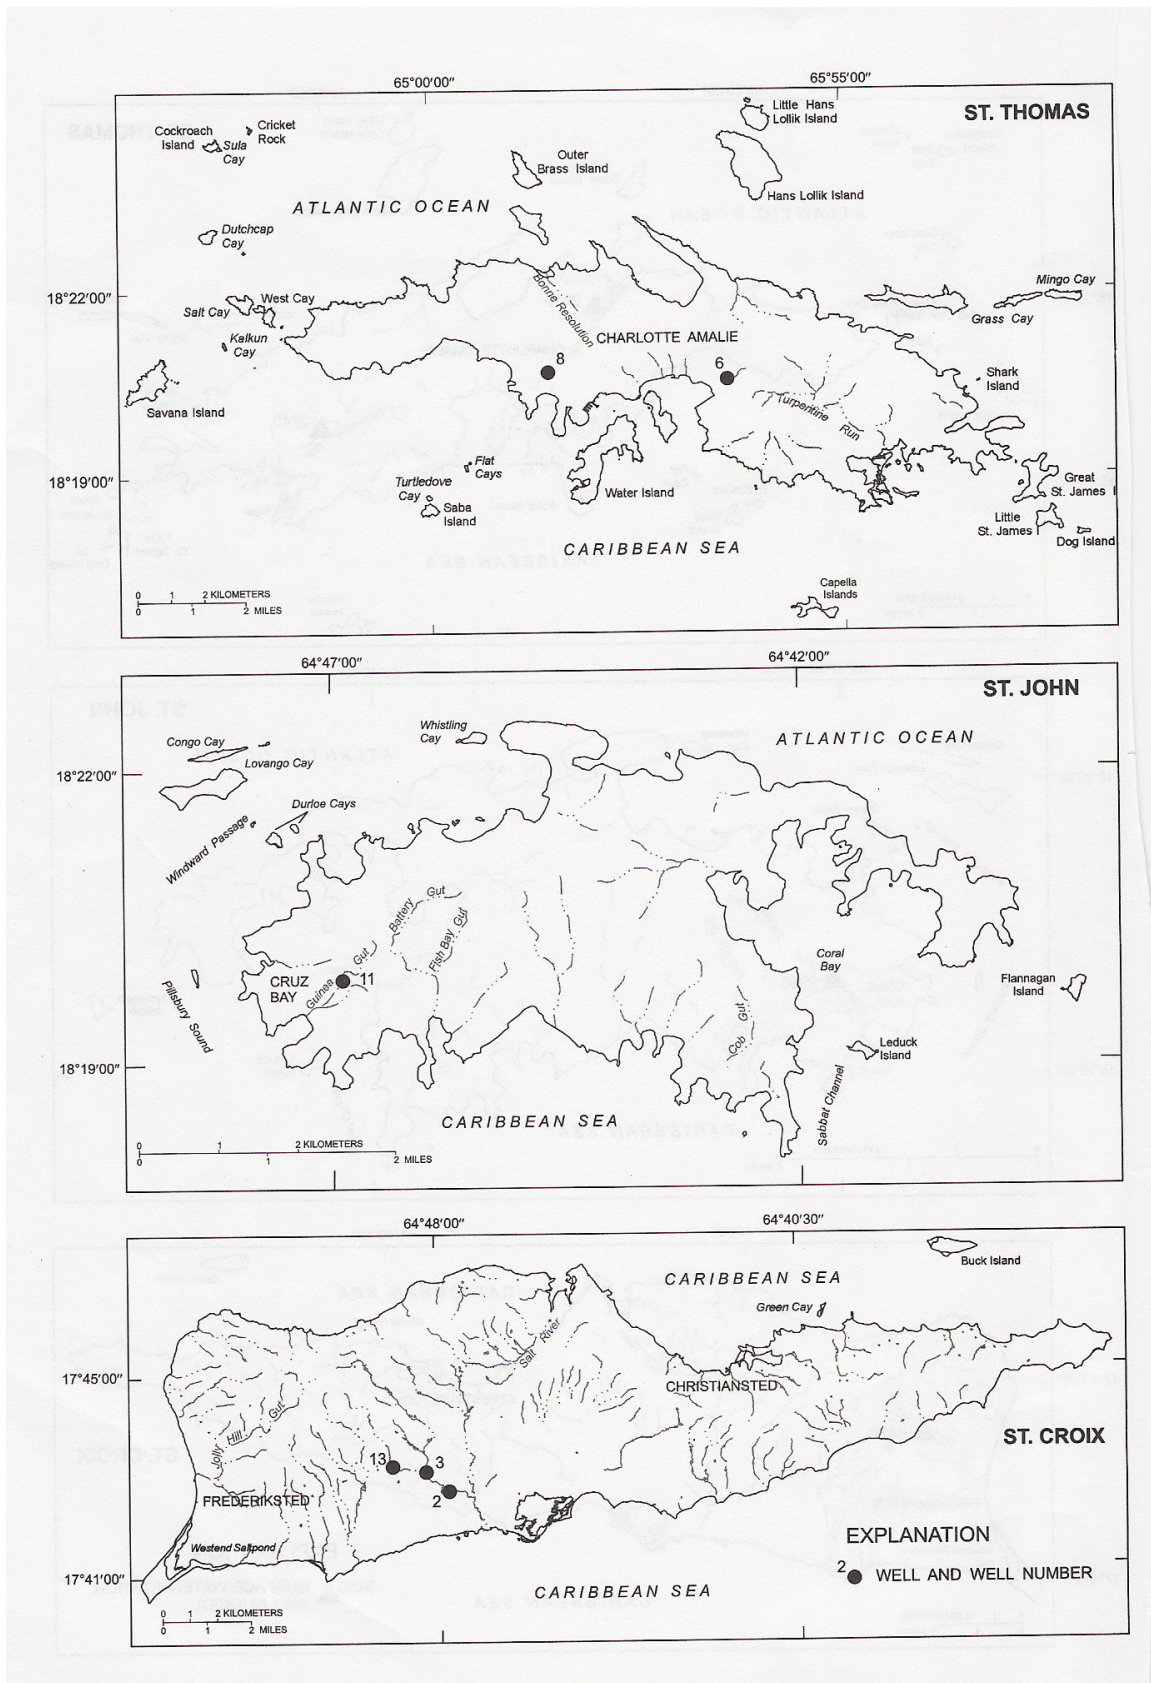 65°00′00″
65°55′00″
ST. THOMAS
Little Hans
Lollik Island
Cockroach
Island
Cricket
Rock
Sula
Cay
Outer
Brass Island
Hans Lollik Island
ATLANTIC OCEAN
Dutchcap
Cay
Mingo Cay
18°22′00″
West Cay
Salt Cay
Grass Cay
Bonne Resolution
Kalkun
Cay
CHARLOTTE AMALIE
8
6
Shark
Island
Savana Island
Turpentine Run
Flat
Cays
18°19′00″
Turtledove
Cay
Water Island
Great
St. James I
Saba
Island
Little
St. James I
Dog Island
CARIBBEAN SEA
Capella
Islands
0 1 2 KILOMETERS
0 1 2 MILES
64°47′00″
64°42′00″
ST. JOHN
Whistling
Cay
ATLANTIC OCEAN
Congo Cay
Lovango Cay
18°22′00″
Durloe Cays
Windward Passage
Battery Gut
Fish Bay Gut
Coral
Bay
Guinea Gut
11
CRUZ
BAY
Flannagan
Island
Pillsbury Sound
Cob Gut
Leduck
Island
18°19′00″
Sabbat Channel
CARIBBEAN SEA
0 1 2 KILOMETERS
0 1 2 MILES
64°48′00″
64°40′30″
Buck Island
CARIBBEAN SEA
Green Cay
Salt River
17°45′00″
CHRISTIANSTED
Jolly Hill Gut
ST. CROIX
13
3
2
FREDERIKSTED
EXPLANATION
Westend Saltpond
2
WELL AND WELL NUMBER
17°41′00″
CARIBBEAN SEA
0 1 2 KILOMETERS
0 1 2 MILES